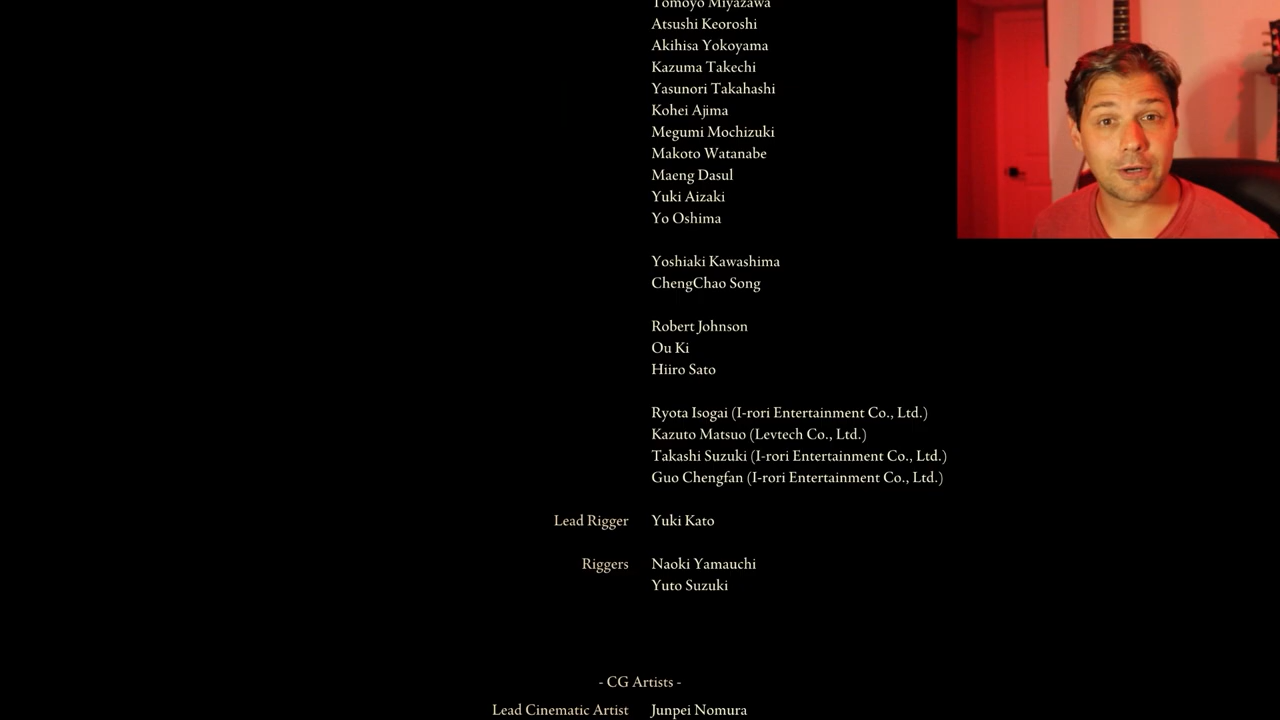 Tomoyo Miyazawa
Atsushi Keoroshi
Akihisa Yokoyama
Kazuma Takechi
Yasunori Takahashi
Kohei Ajima
Megumi Mochizuki
Makoto Watanabe
Maeng Dasul
Yuki Aizaki
Yo Oshima
Yoshiaki Kawashima
ChengChao Song
Robert Johnson
Ou Ki
Hiiro Sato
Ryota Isogai (I-rori Entertainment Co., Ltd.)
Kazuto Matsuo (Levtech Co., Ltd.)
Takashi Suzuki (I-rori Entertainment Co., Ltd.)
Guo Chengfan (I-rori Entertainment Co., Ltd.)
Lead Rigger Yuki Kato
Riggers Naoki Yamauchi
Yuto Suzuki
- CG Artists -
Lead Cinematic Artist Junpei Nomura